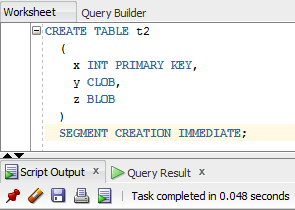 Worksheet Query Builder
CREATE TABLE t2
(
x INT PRIMARY KEY,
y CLOB,
z BLOB
)
SEGMENT CREATION IMMEDIATE;
Script Output x Query Result x
Task completed in 0.048 seconds